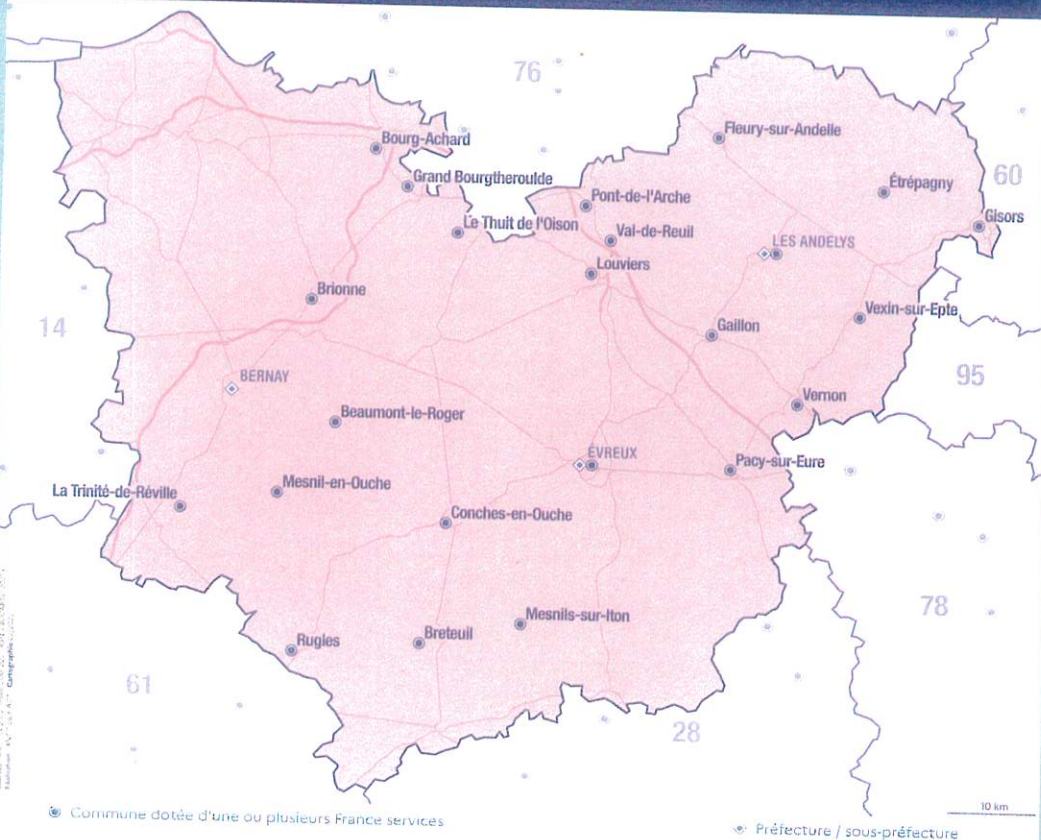 76
Bourg-Achard
Fleury-sur-Andelle
Grand Bourgtheroulde
Étrépagny
60
Pont-de-l'Arche
Gisors
Le Thuit de l'Oison
Val-de-Reuil
LES ANDELYS
Louviers
Brionne
Vexin-sur-Epte
14
Gaillon
BERNAY
95
Vernon
Beaumont-le-Roger
ÉVREUX
Pacy-sur-Eure
La Trinité-de-Réville
Mesnil-en-Ouche
Conches-en-Ouche
78
Mesnils-sur-Iton
Rugles
Breteuil
61
28
10 km
Commune dotée d'une ou plusieurs France services
Préfecture / sous-préfecture